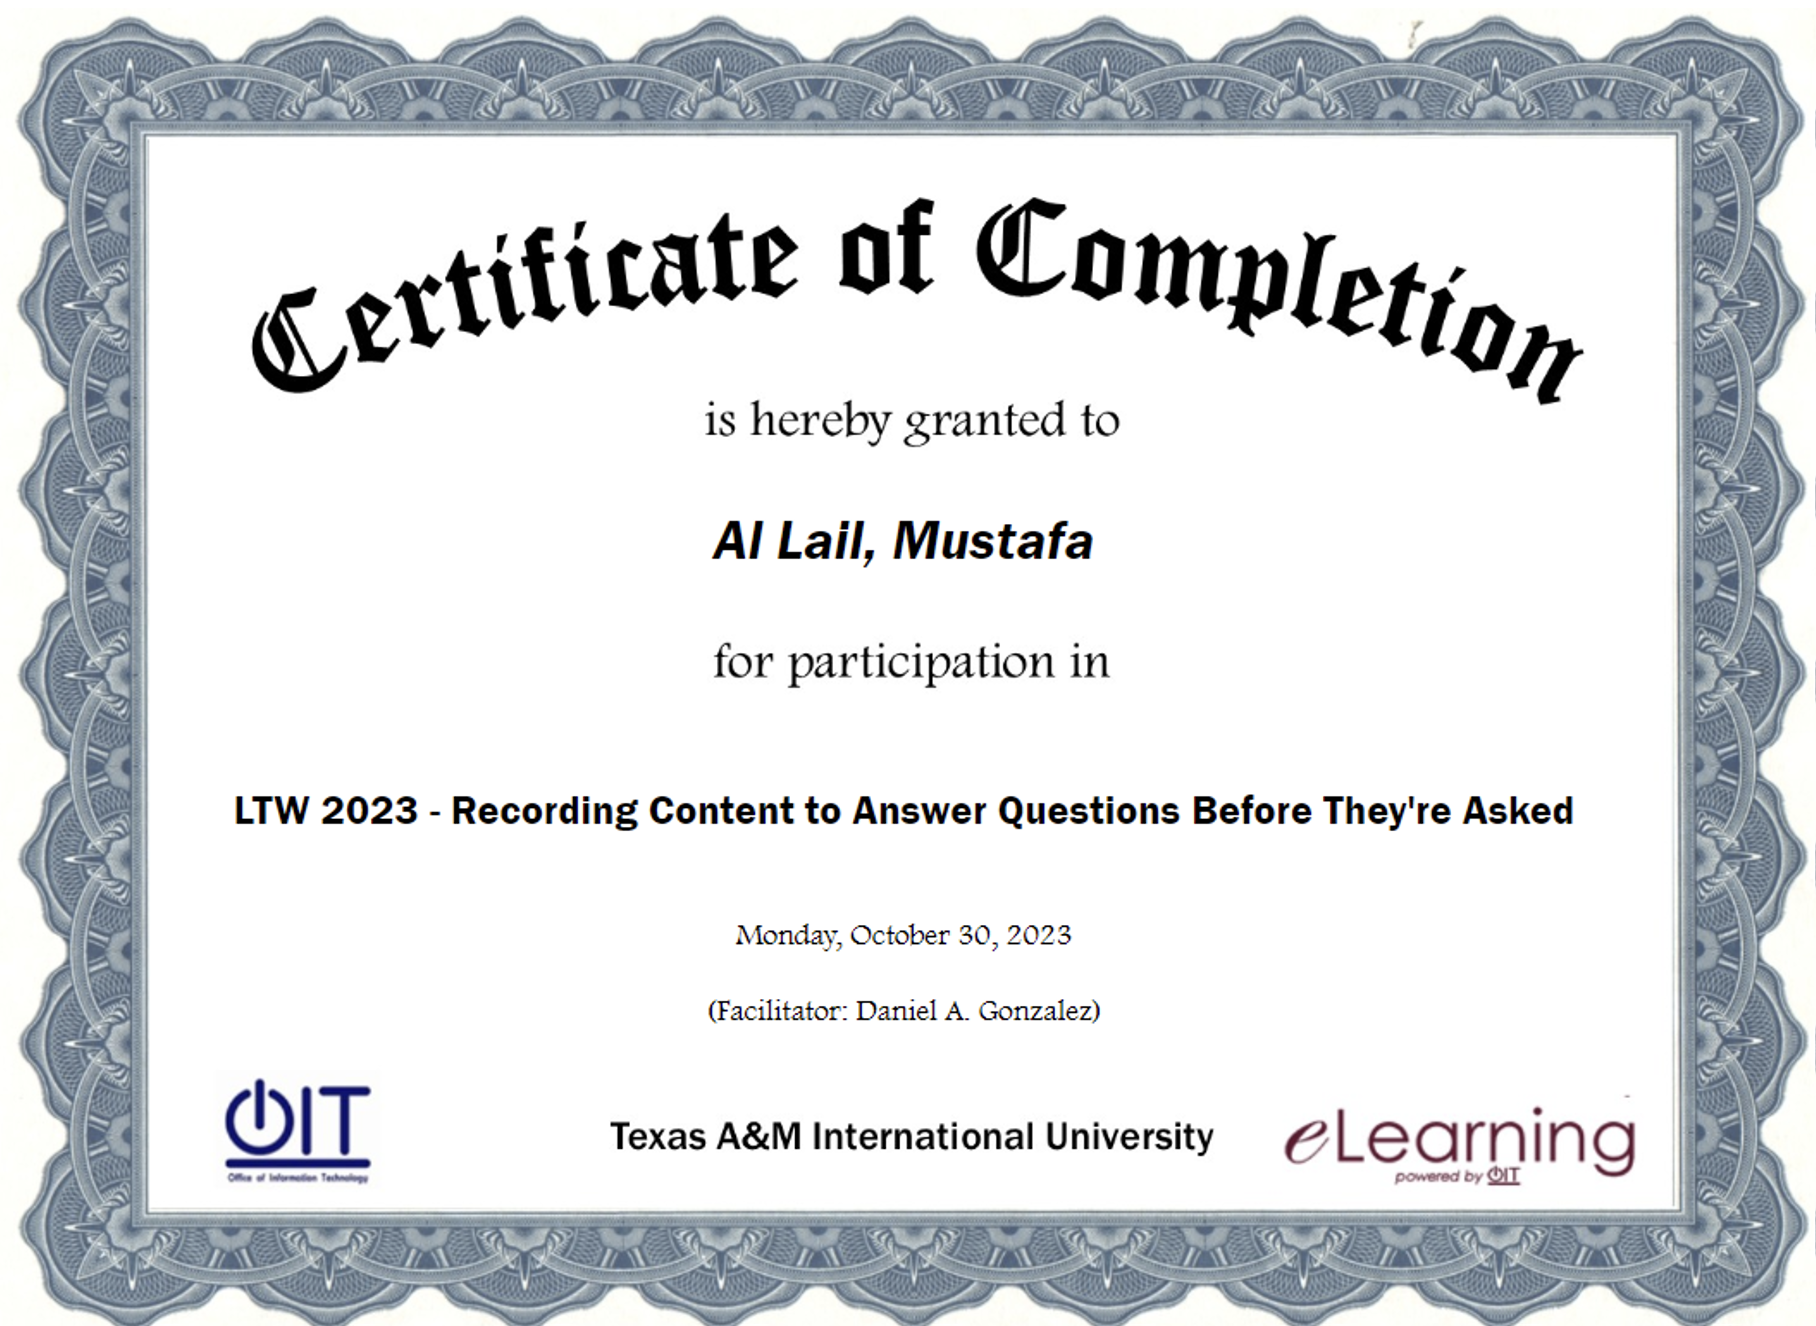 Certificate of Completion
is hereby granted to
Al Lail, Mustafa
for participation in
LTW 2023 - Recording Content to Answer Questions Before They're Asked
Monday, October 30, 2023
(Facilitator: Daniel A. Gonzalez)
OIT
Office of Information Technology
Texas A&M International University
eLearning
powered by OIT